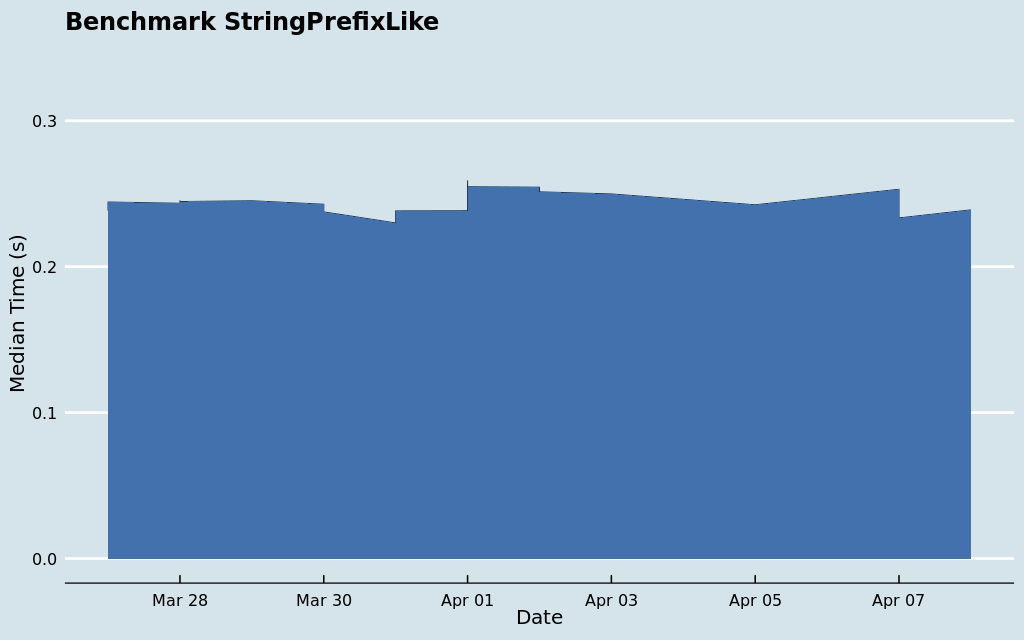 Benchmark StringPrefixLike
0.3
0.2
0.1
0.0
Median Time (s)
Mar 28
Mar 30
Apr 01
Apr 03
Apr 05
Apr 07
Date